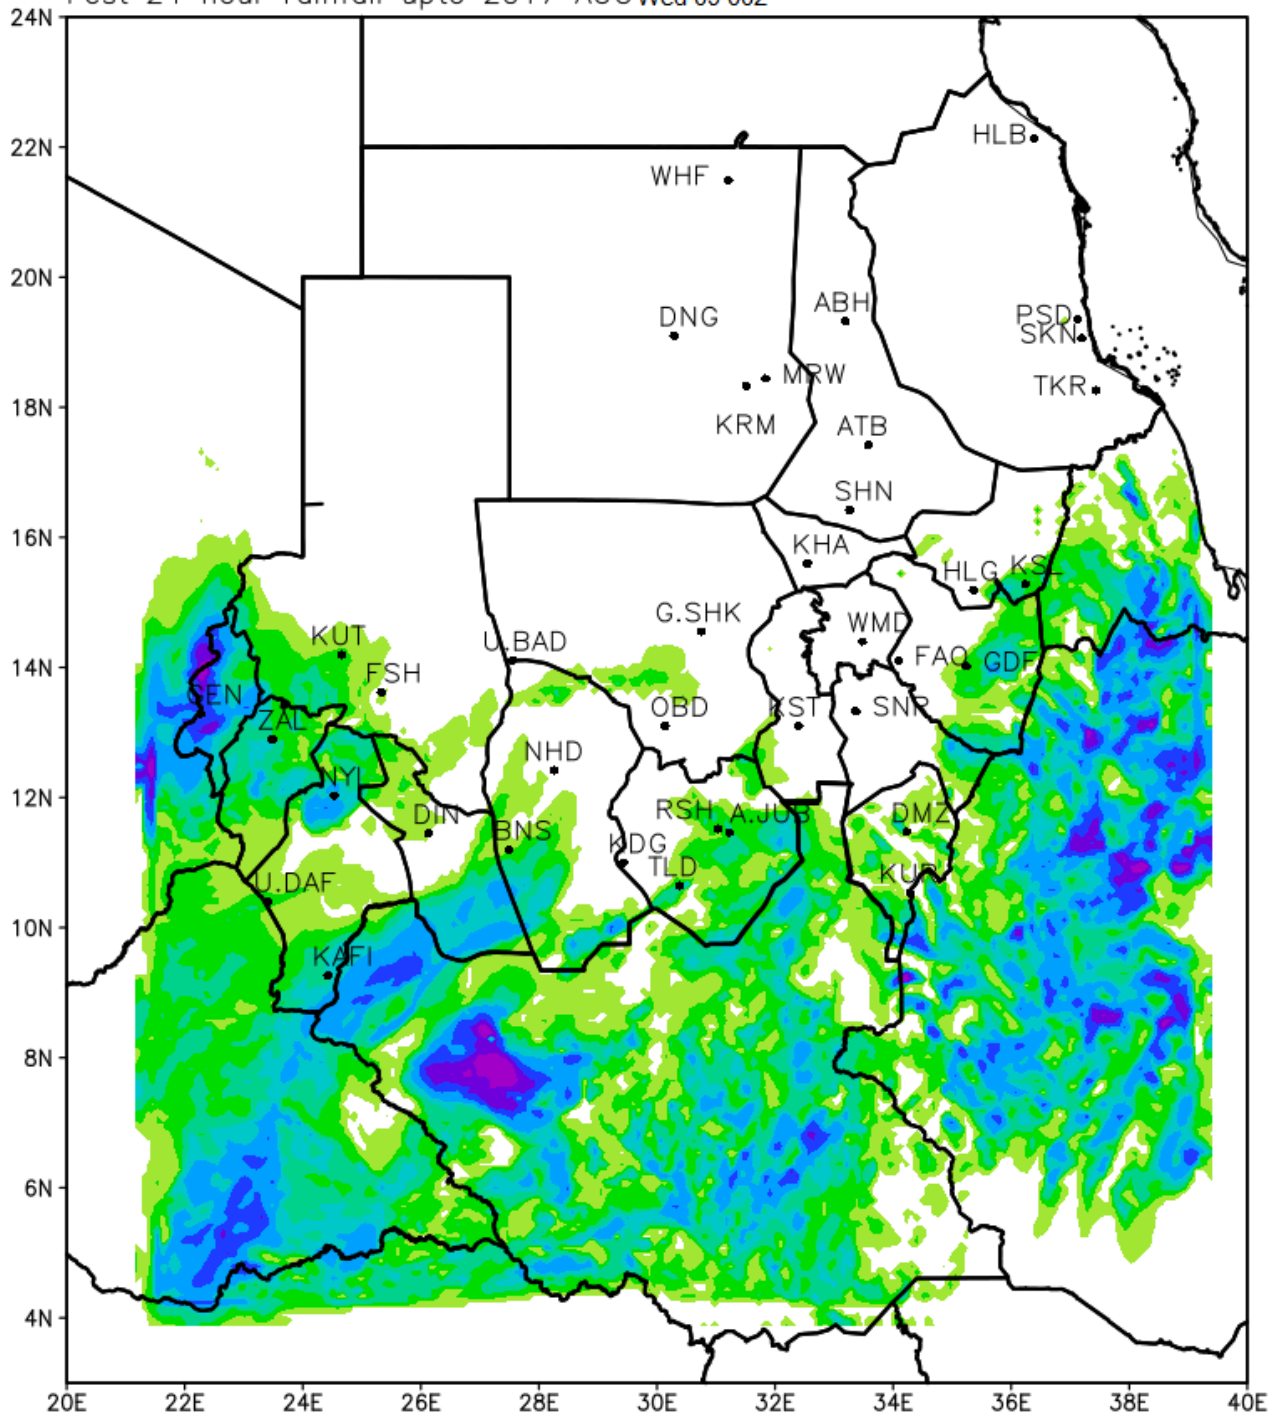 24N
22N
20N
18N
16N
14N
12N
10N
8N
6N
4N
HLB
WHF
ABH
PSD
SKN
DNG
MRW
TKR
KRM
ATB
SHN
KHA
HLG
KSL
G.SHK
WMD
KUT
U.BAD
FAO
GDF
FSH
GEN
ZAL
OBD
KST
SNR
NHD
NYL
DIN
BNS
RSH
A.JUB
DMZ
KDG
TLD
KUR
U.DAF
KAFI
20E 22E 24E 26E 28E 30E 32E 34E 36E 38E 40E